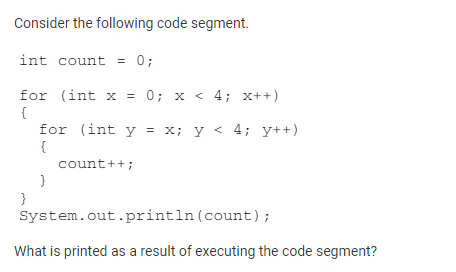 Consider the following code segment.
int count = 0;
for (int x = 0; x < 4; x++)
{
for (int y = x; y < 4; y++)
{
count++;
}
}
System.out.println(count);
What is printed as a result of executing the code segment?